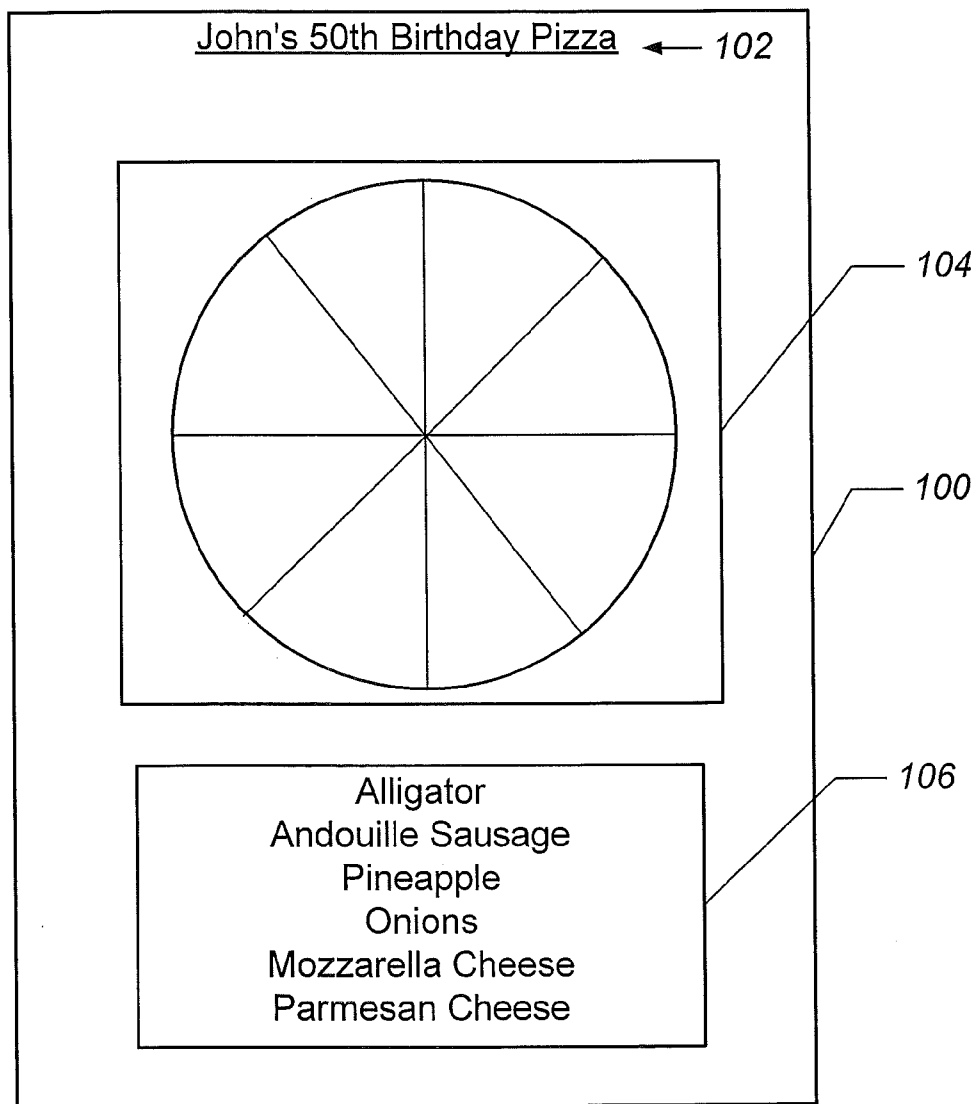 John's 50th Birthday Pizza 102
104
100
106
Alligator
Andouille Sausage
Pineapple
Onions
Mozzarella Cheese
Parmesan Cheese